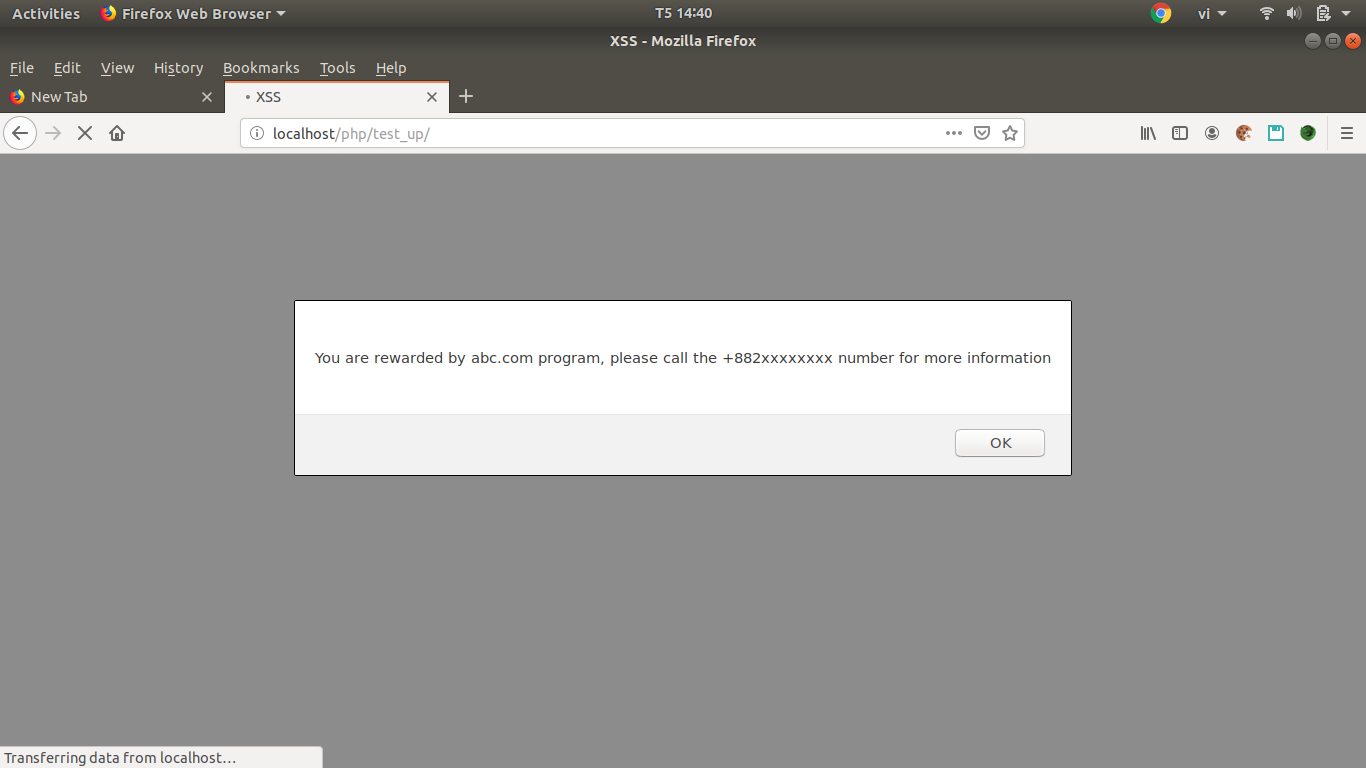 Activities Firefox Web Browser T5 14:40 vi
XSS - Mozilla Firefox
File Edit View History Bookmarks Tools Help
New Tab XSS
localhost/php/test_up/
You are rewarded by abc.com program, please call the +882xxxxxxxx number for more information
OK
Transferring data from localhost…